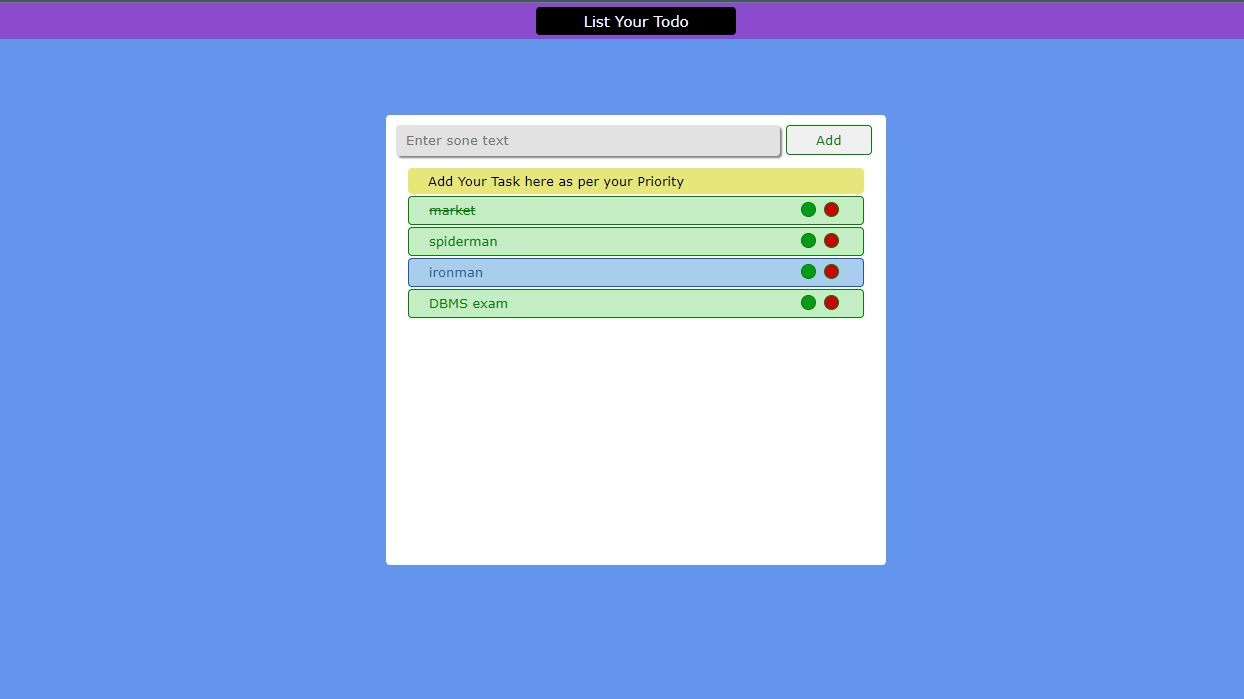 List Your Todo
Enter sone text
Add
Add Your Task here as per your Priority
market
spiderman
ironman
DBMS exam